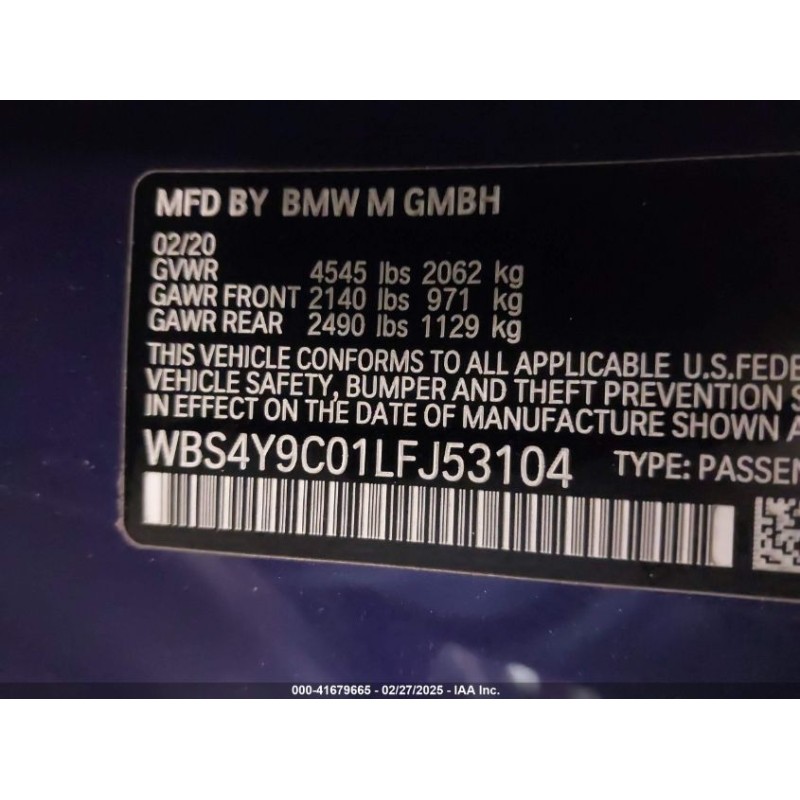 MFD BY BMW M GMBH
02/20
GVWR 4545 lbs 2062 kg
GAWR FRONT 2140 lbs 971 kg
GAWR REAR 2490 lbs 1129 kg
THIS VEHICLE CONFORMS TO ALL APPLICABLE U.S.FEDE
VEHICLE SAFETY, BUMPER AND THEFT PREVENTION S
IN EFFECT ON THE DATE OF MANUFACTURE SHOWN A
WBS4Y9C01LFJ53104 TYPE: PASSEN
000-41679665 - 02/27/2025 - IAA Inc.